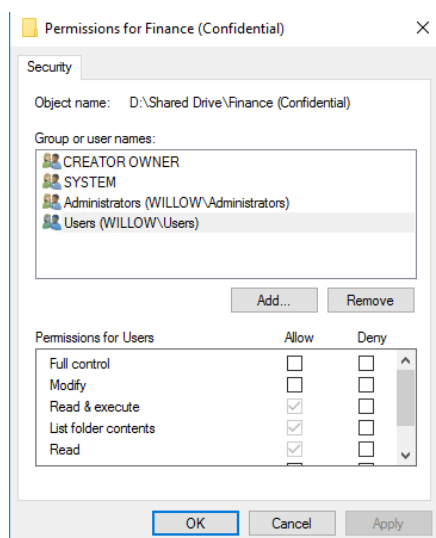 Permissions for Finance (Confidential)
Security
Object name: D:\Shared Drive\Finance (Confidential)
Group or user names:
CREATOR OWNER
SYSTEM
Administrators (WILLOW\Administrators)
Users (WILLOW\Users)
Add... Remove
Permissions for Users Allow Deny
Full control
Modify
Read & execute
List folder contents
Read
OK Cancel Apply